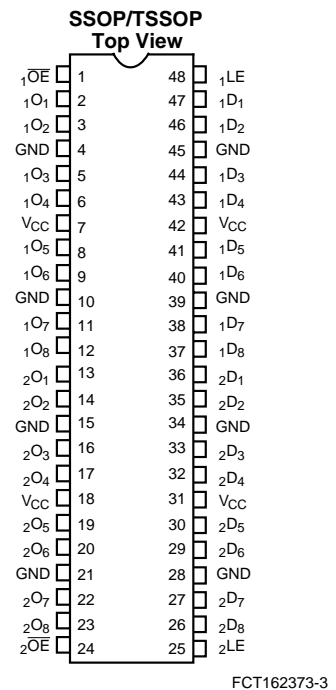 SSOP/TSSOP
Top View
1OE 1 48 1LE
1O1 2 47 1D1
1O2 3 46 1D2
GND 4 45 GND
1O3 5 44 1D3
1O4 6 43 1D4
VCC 7 42 VCC
1O5 8 41 1D5
1O6 9 40 1D6
GND 10 39 GND
1O7 11 38 1D7
1O8 12 37 1D8
2O1 13 36 2D1
2O2 14 35 2D2
GND 15 34 GND
2O3 16 33 2D3
2O4 17 32 2D4
VCC 18 31 VCC
2O5 19 30 2D5
2O6 20 29 2D6
GND 21 28 GND
2O7 22 27 2D7
2O8 23 26 2D8
2OE 24 25 2LE
FCT162373-3